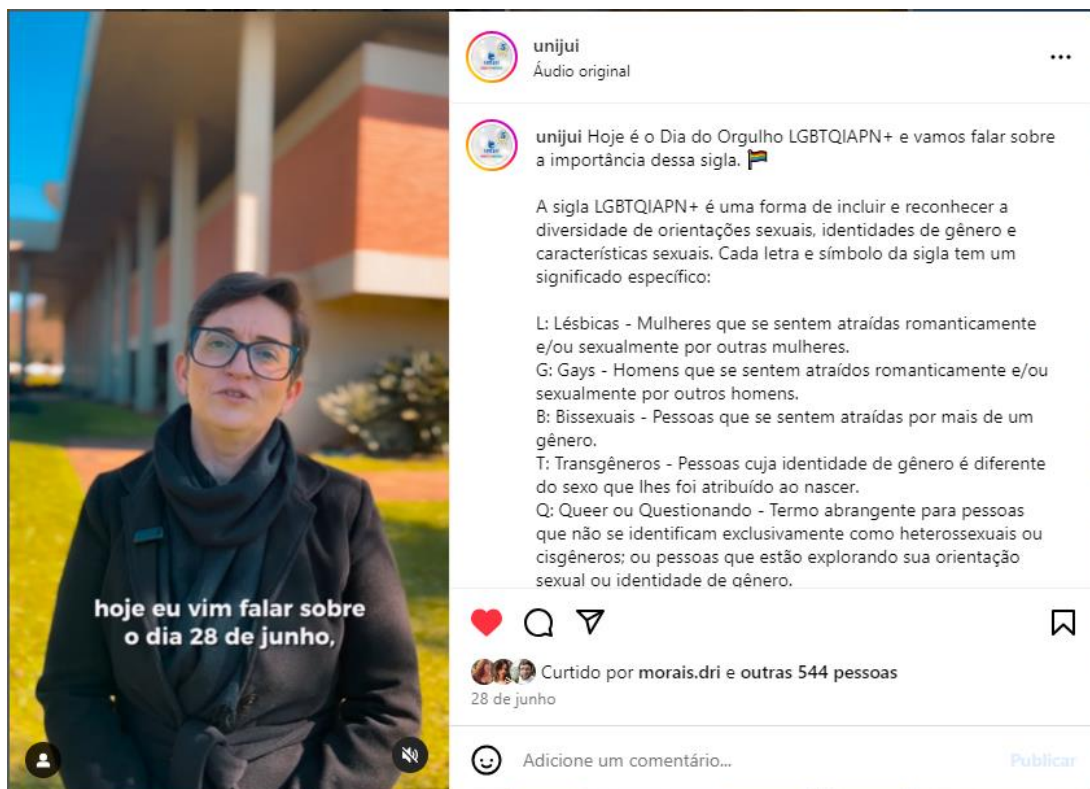 unijui
Áudio original
unijui Hoje é o Dia do Orgulho LGBTQIAPN+ e vamos falar sobre
a importância dessa sigla.
A sigla LGBTQIAPN+ é uma forma de incluir e reconhecer a
diversidade de orientações sexuais, identidades de gênero e
características sexuais. Cada letra e símbolo da sigla tem um
significado específico:
L: Lésbicas - Mulheres que se sentem atraídas romanticamente
e/ou sexualmente por outras mulheres.
G: Gays - Homens que se sentem atraídos romanticamente e/ou
sexualmente por outros homens.
B: Bissexuais - Pessoas que se sentem atraídas por mais de um
gênero.
T: Transgêneros - Pessoas cuja identidade de gênero é diferente
do sexo que lhes foi atribuído ao nascer.
Q: Queer ou Questionando - Termo abrangente para pessoas
que não se identificam exclusivamente como heterossexuais ou
cisgêneros; ou pessoas que estão explorando sua orientação
sexual ou identidade de gênero.
hoje eu vim falar sobre
o dia 28 de junho,
Curtido por morais.dri e outras 544 pessoas
28 de junho
Adicione um comentário...
Publicar